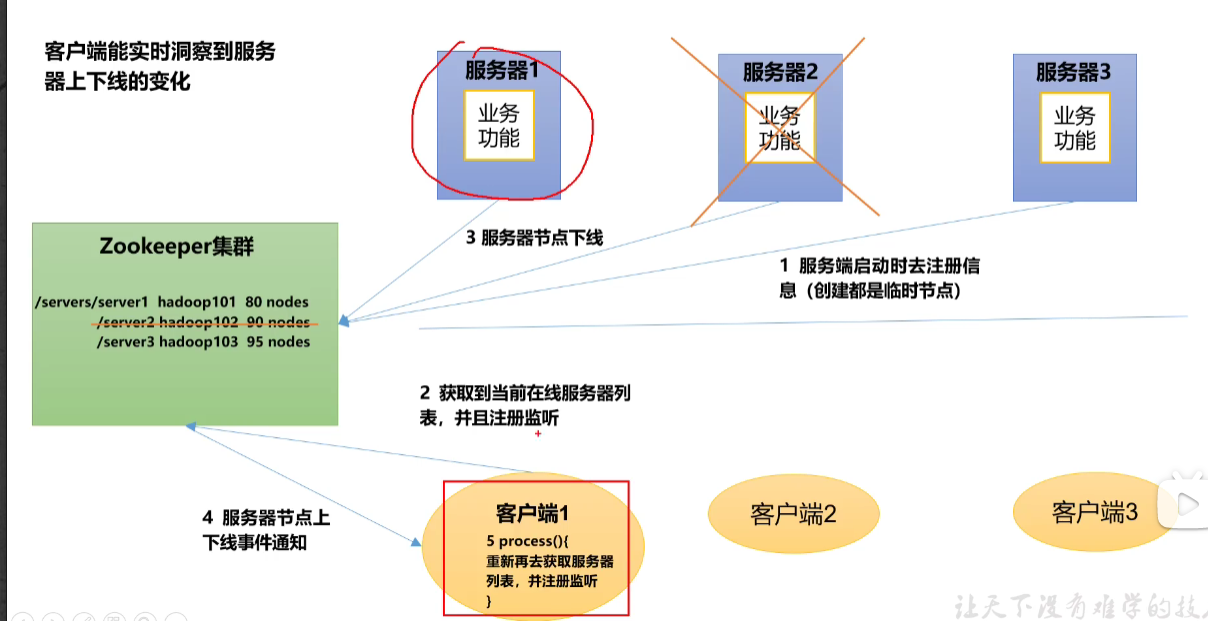 客户端能实时洞察到服务
器上下线的变化
服务器1
业务
功能
服务器2
业务
功能
服务器3
业务
功能
3 服务器节点下线
1 服务端启动时去注册信
息（创建都是临时节点）
Zookeeper集群
/servers/server1 hadoop101 80 nodes
/server2 hadoop102 90 nodes
/server3 hadoop103 95 nodes
2 获取到当前在线服务器列
表，并且注册监听
4 服务器节点上
下线事件通知
客户端1
5 process(){
重新再去获取服务器
列表，并注册监听
}
客户端2
客户端3
让天下没有难学的技